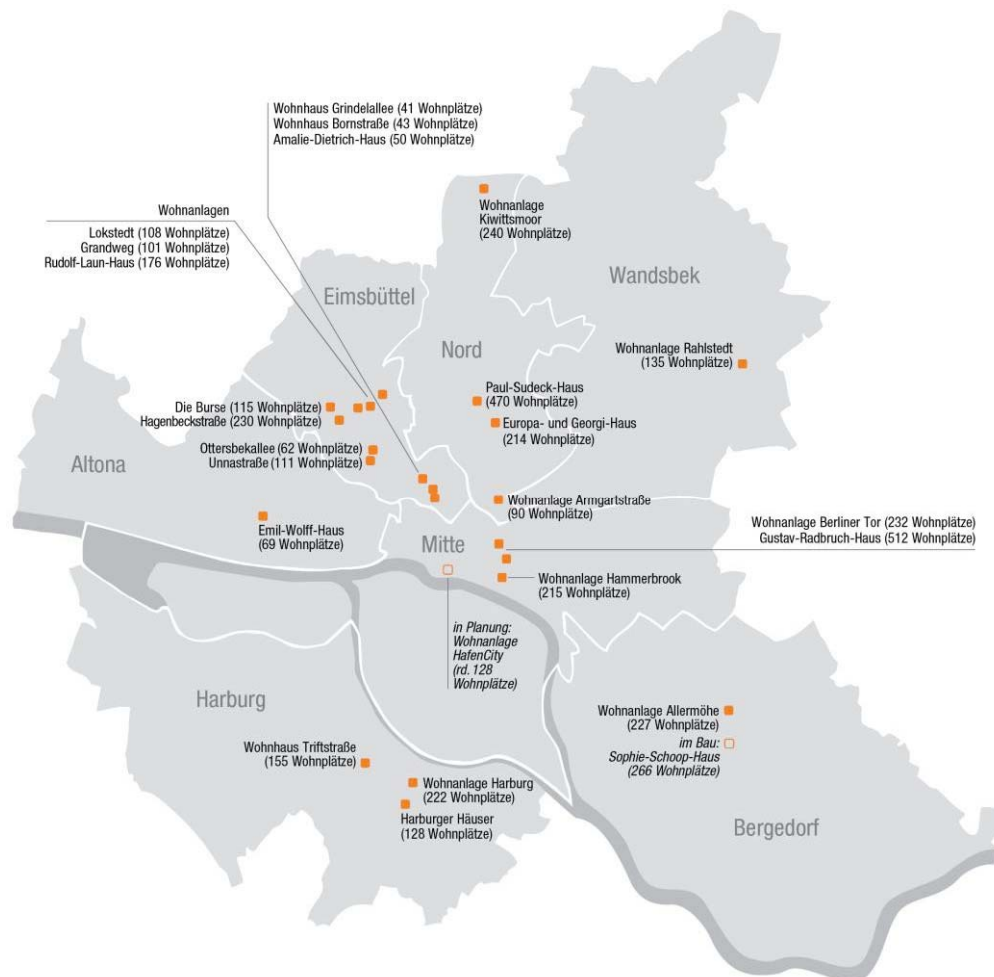 Wohnhaus Grindelallee (41 Wohnplätze)
Wohnhaus Bornstraße (43 Wohnplätze)
Amalie-Dietrich-Haus (50 Wohnplätze)
Wohnanlagen
Lokstedt (108 Wohnplätze)
Grandweg (101 Wohnplätze)
Rudolf-Laun-Haus (176 Wohnplätze)
Wohnanlage
Kiwittsmoor
(240 Wohnplätze)
Wandsbek
Eimsbüttel
Nord
Wohnanlage Rahlstedt
(135 Wohnplätze)
Paul-Sudeck-Haus
(470 Wohnplätze)
Die Burse (115 Wohnplätze)
Hagenbeckstraße (230 Wohnplätze)
Europa- und Georgi-Haus
(214 Wohnplätze)
Ottersbekallee (62 Wohnplätze)
Unnastraße (111 Wohnplätze)
Altona
Wohnanlage Armgartstraße
(90 Wohnplätze)
Emil-Wolff-Haus
(69 Wohnplätze)
Mitte
Wohnanlage Berliner Tor (232 Wohnplätze)
Gustav-Radbruch-Haus (512 Wohnplätze)
Wohnanlage Hammerbrook
(215 Wohnplätze)
in Planung:
Wohnanlage
HafenCity
(rd. 128
Wohnplätze)
Harburg
Wohnanlage Allermöhe
(227 Wohnplätze)
im Bau:
Sophie-Schoop-Haus
(266 Wohnplätze)
Wohnhaus Triftstraße
(155 Wohnplätze)
Wohnanlage Harburg
(222 Wohnplätze)
Harburger Häuser
(128 Wohnplätze)
Bergedorf